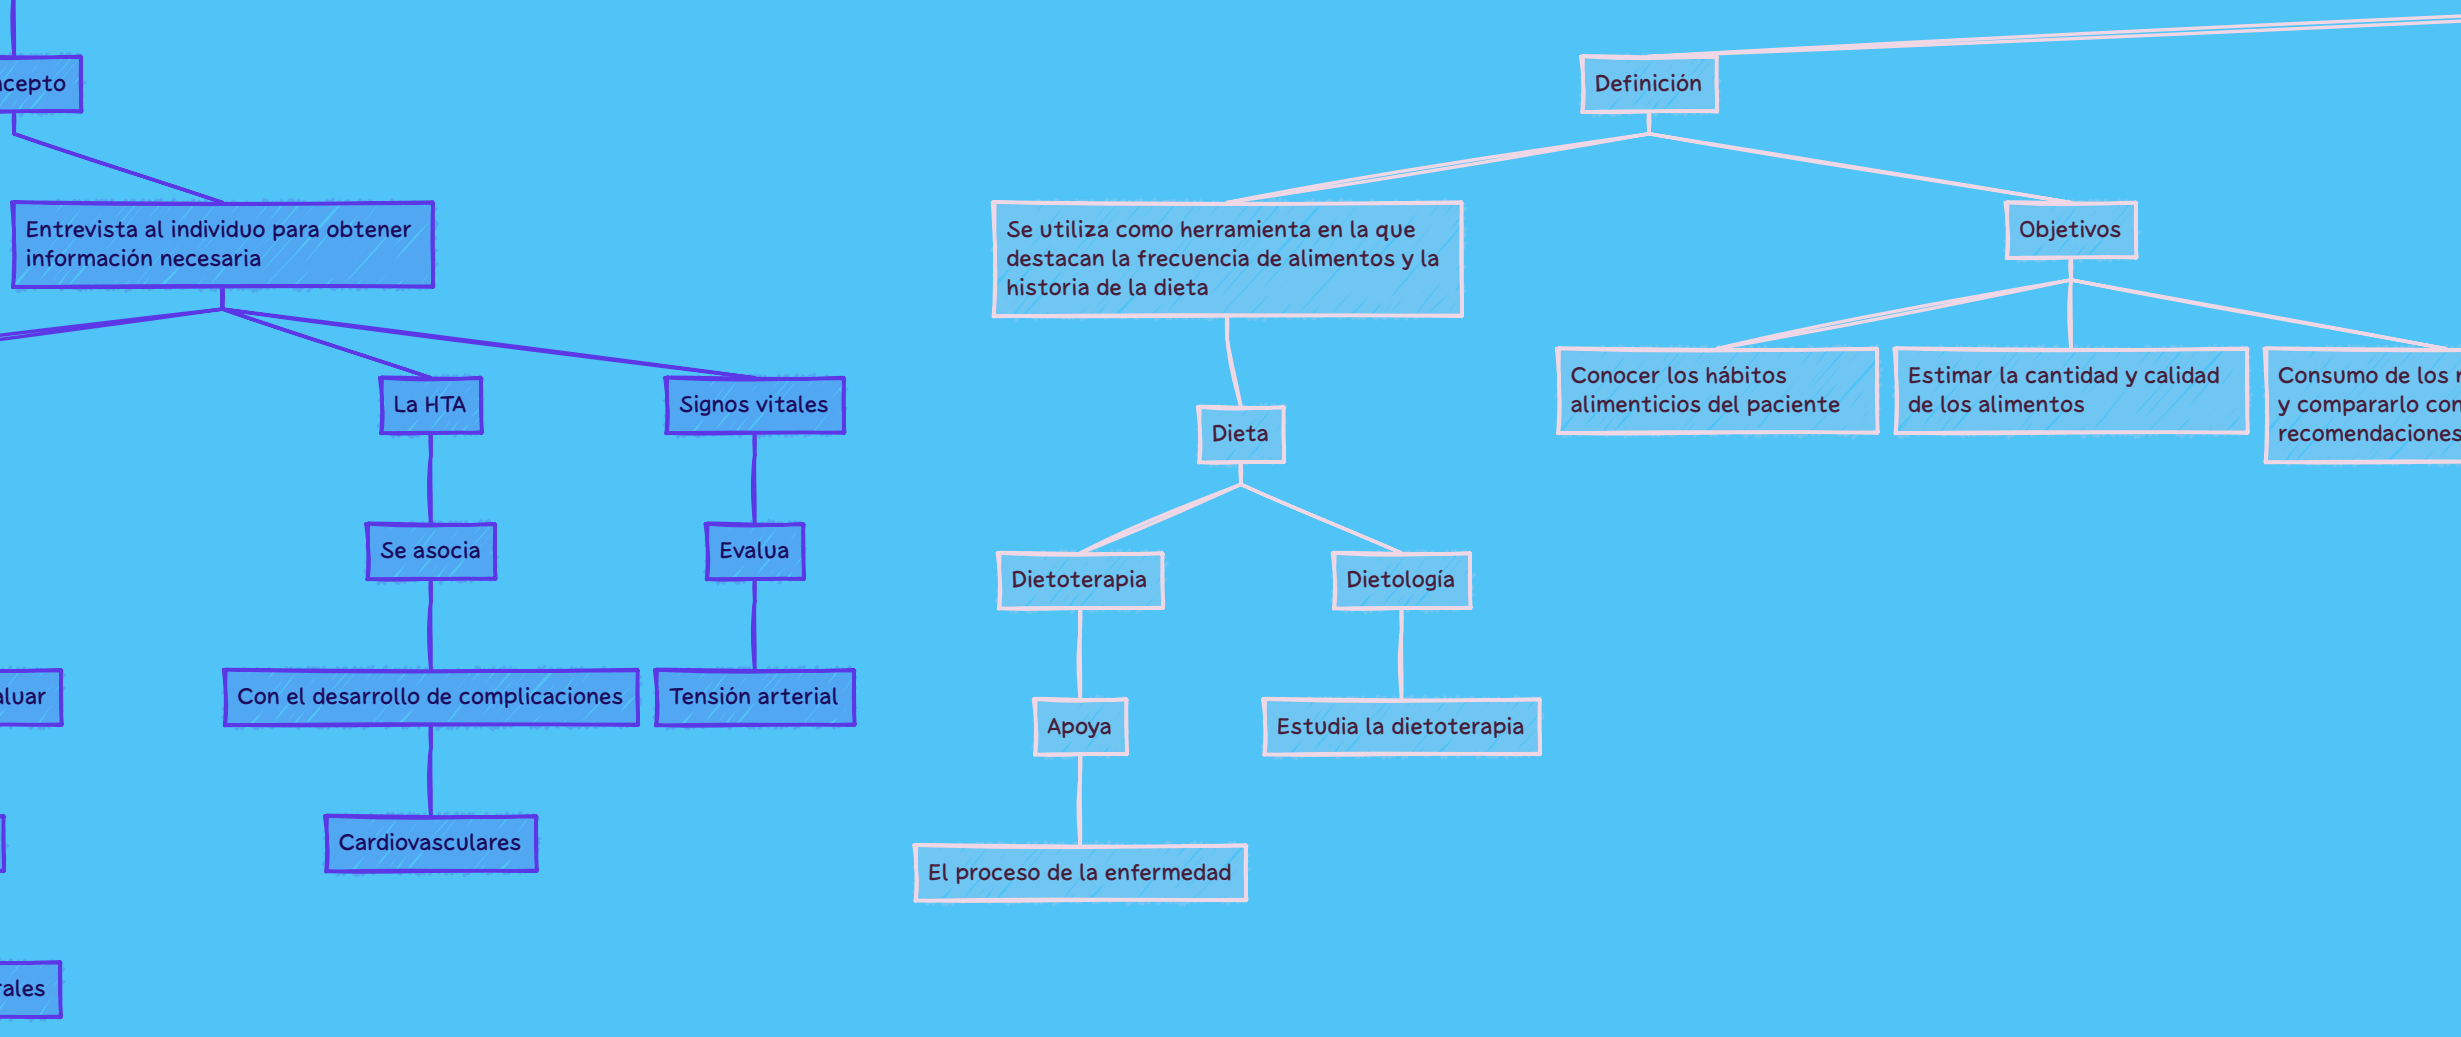 Definición
Entrevista al individuo para obtener
información necesaria
Se utiliza como herramienta en la que
destacan la frecuencia de alimentos y la
historia de la dieta
Objetivos
La HTA
Signos vitales
Dieta
Conocer los hábitos
alimenticios del paciente
Estimar la cantidad y calidad
de los alimentos
Consumo de los
y compararlo con
recomendaciones
Se asocia
Evalua
Dietoterapia
Dietología
Con el desarrollo de complicaciones
Tensión arterial
Apoya
Estudia la dietoterapia
Cardiovasculares
El proceso de la enfermedad